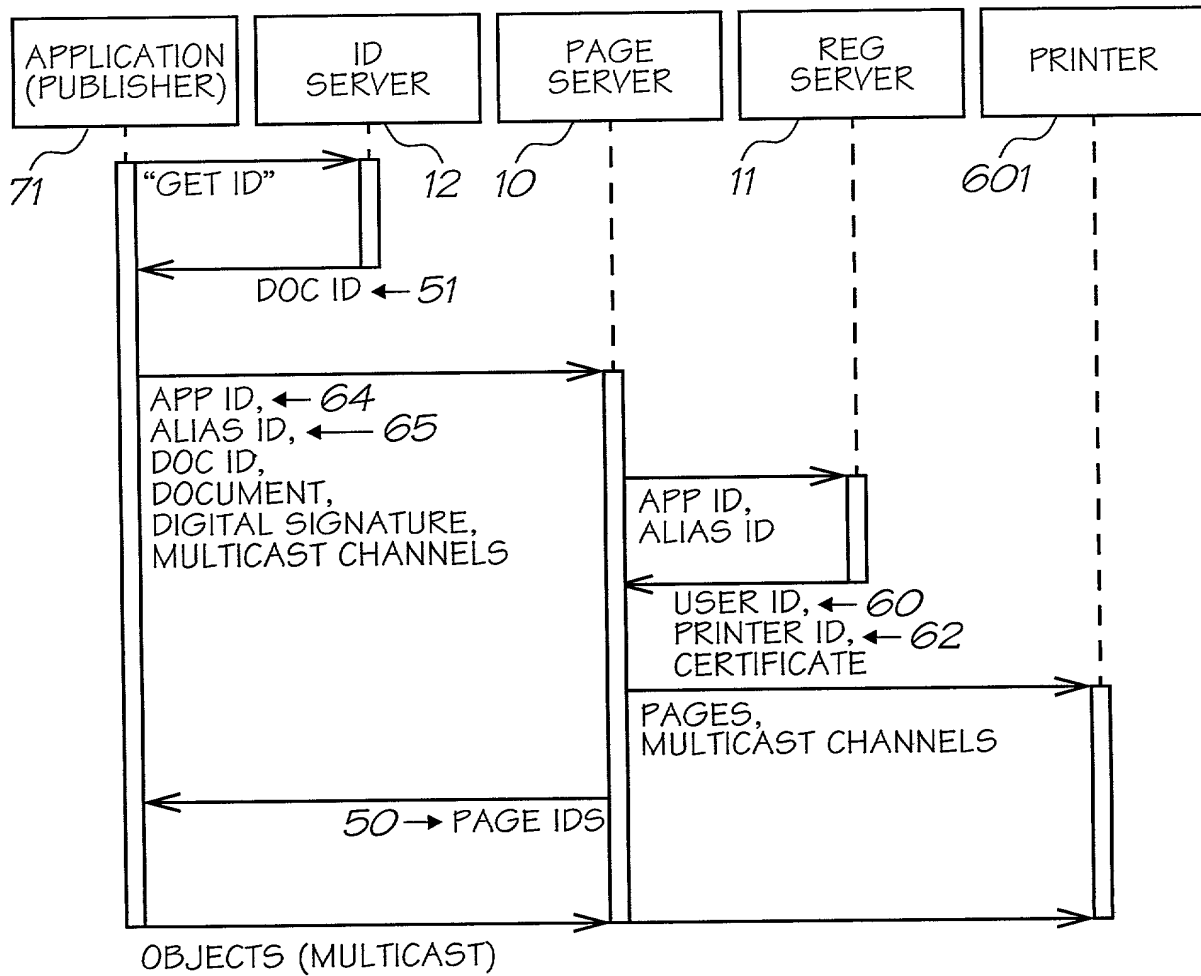 APPLICATION
(PUBLISHER)
ID
SERVER
PAGE
SERVER
REG
SERVER
PRINTER
71
12
10
11
601
"GET ID"
DOC ID ← 51
APP ID, ← 64
ALIAS ID, ← 65
DOC ID,
DOCUMENT,
DIGITAL SIGNATURE,
MULTICAST CHANNELS
APP ID,
ALIAS ID
USER ID, ← 60
PRINTER ID, ← 62
CERTIFICATE
PAGES,
MULTICAST CHANNELS
50 → PAGE IDS
OBJECTS (MULTICAST)